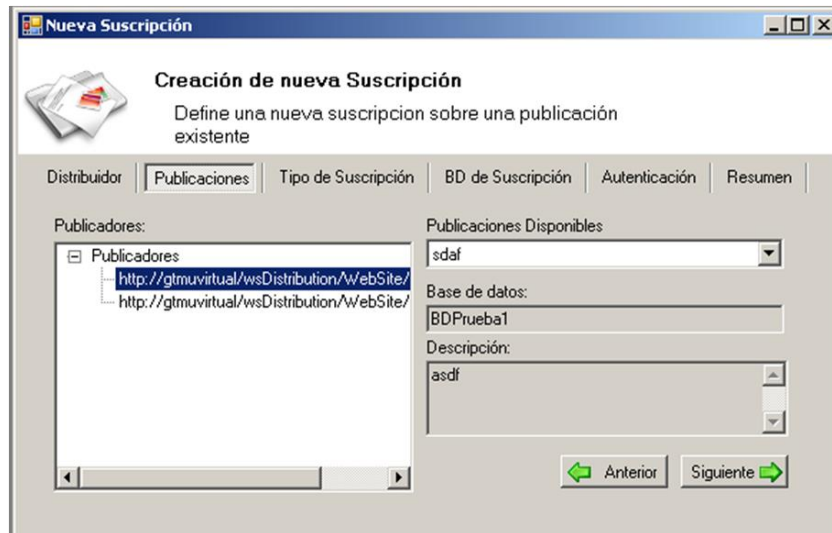 Nueva Suscripción
Creación de nueva Suscripción
Define una nueva suscripcion sobre una publicación
existente
Distribuidor
Publicaciones
Tipo de Suscripción
BD de Suscripción
Autenticación
Resumen
Publicadores:
Publicadores
http://gtmuvirtual/wsDistribution/WebSite/
http://gtmuvirtual/wsDistribution/WebSite/
Publicaciones Disponibles
sdaf
Base de datos:
BDPrueba1
Descripción:
asdf
Anterior
Siguiente